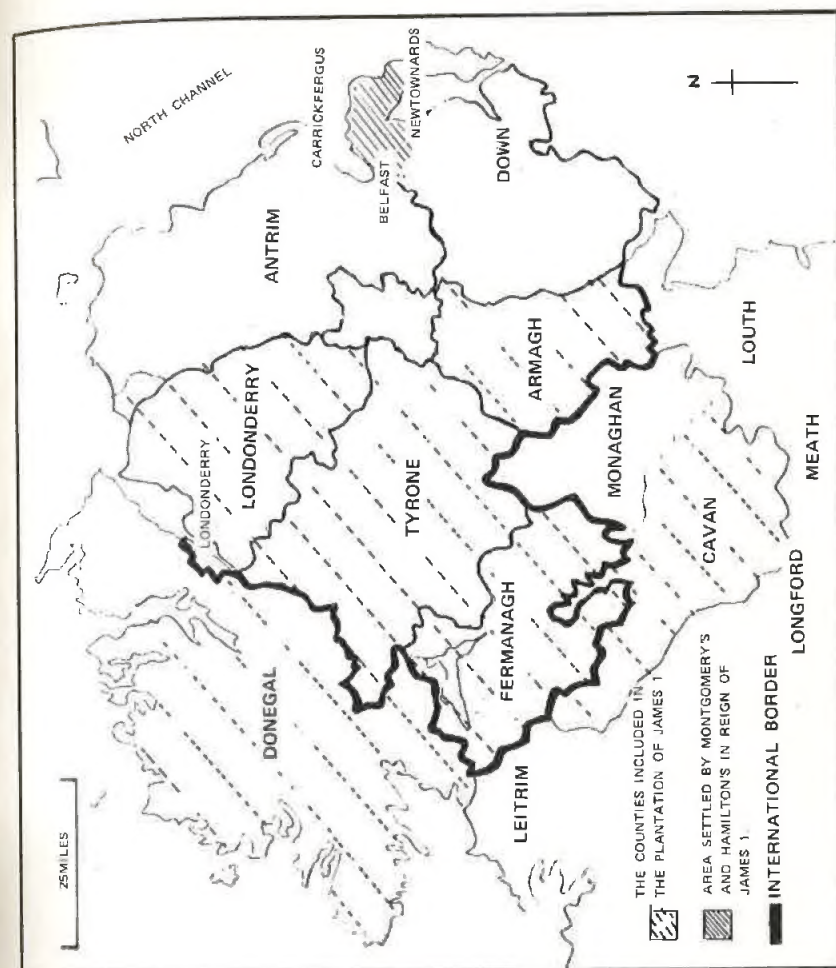 25 MILES
NORTH CHANNEL
CARRICKFERGUS
BELFAST
NEWTOWNARDS
N
ANTRIM
DOWN
LONDONDERRY
LONDONDERRY
TYRONE
ARMAGH
DONEGAL
FERMANAGH
MONAGHAN
LOUTH
LEITRIM
CAVAN
MEATH
LONGFORD
THE COUNTIES INCLUDED IN
THE PLANTATION OF JAMES 1
AREA SETTLED BY MONTGOMERY'S
AND HAMILTON'S IN REIGN OF
JAMES 1.
INTERNATIONAL BORDER